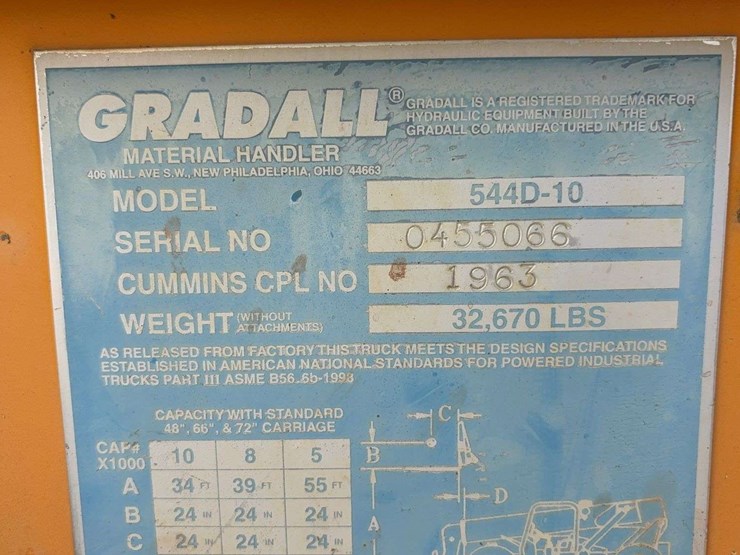 GRADALL®
GRADALL IS A REGISTERED TRADEMARK FOR
HYDRAULIC EQUIPMENT BUILT BY THE
GRADALL CO. MANUFACTURED IN THE U.S.A.
MATERIAL HANDLER
406 MILL AVE S.W., NEW PHILADELPHIA, OHIO 44663
MODEL 544D-10
SERIAL NO 0455066
CUMMINS CPL NO 1963
WEIGHT (WITHOUT ATTACHMENTS) 32,670 LBS
AS RELEASED FROM FACTORY THIS TRUCK MEETS THE DESIGN SPECIFICATIONS
ESTABLISHED IN AMERICAN NATIONAL STANDARDS FOR POWERED INDUSTRIAL
TRUCKS PART III ASME B56.6b-1998
CAPACITY WITH STANDARD
48", 66", & 72" CARRIAGE
CAP# X1000 10 8 5
A 34 FT 39 FT 55 FT
B 24 IN 24 IN 24 IN
C 24 IN 24 IN 24 IN
C
B
D
A